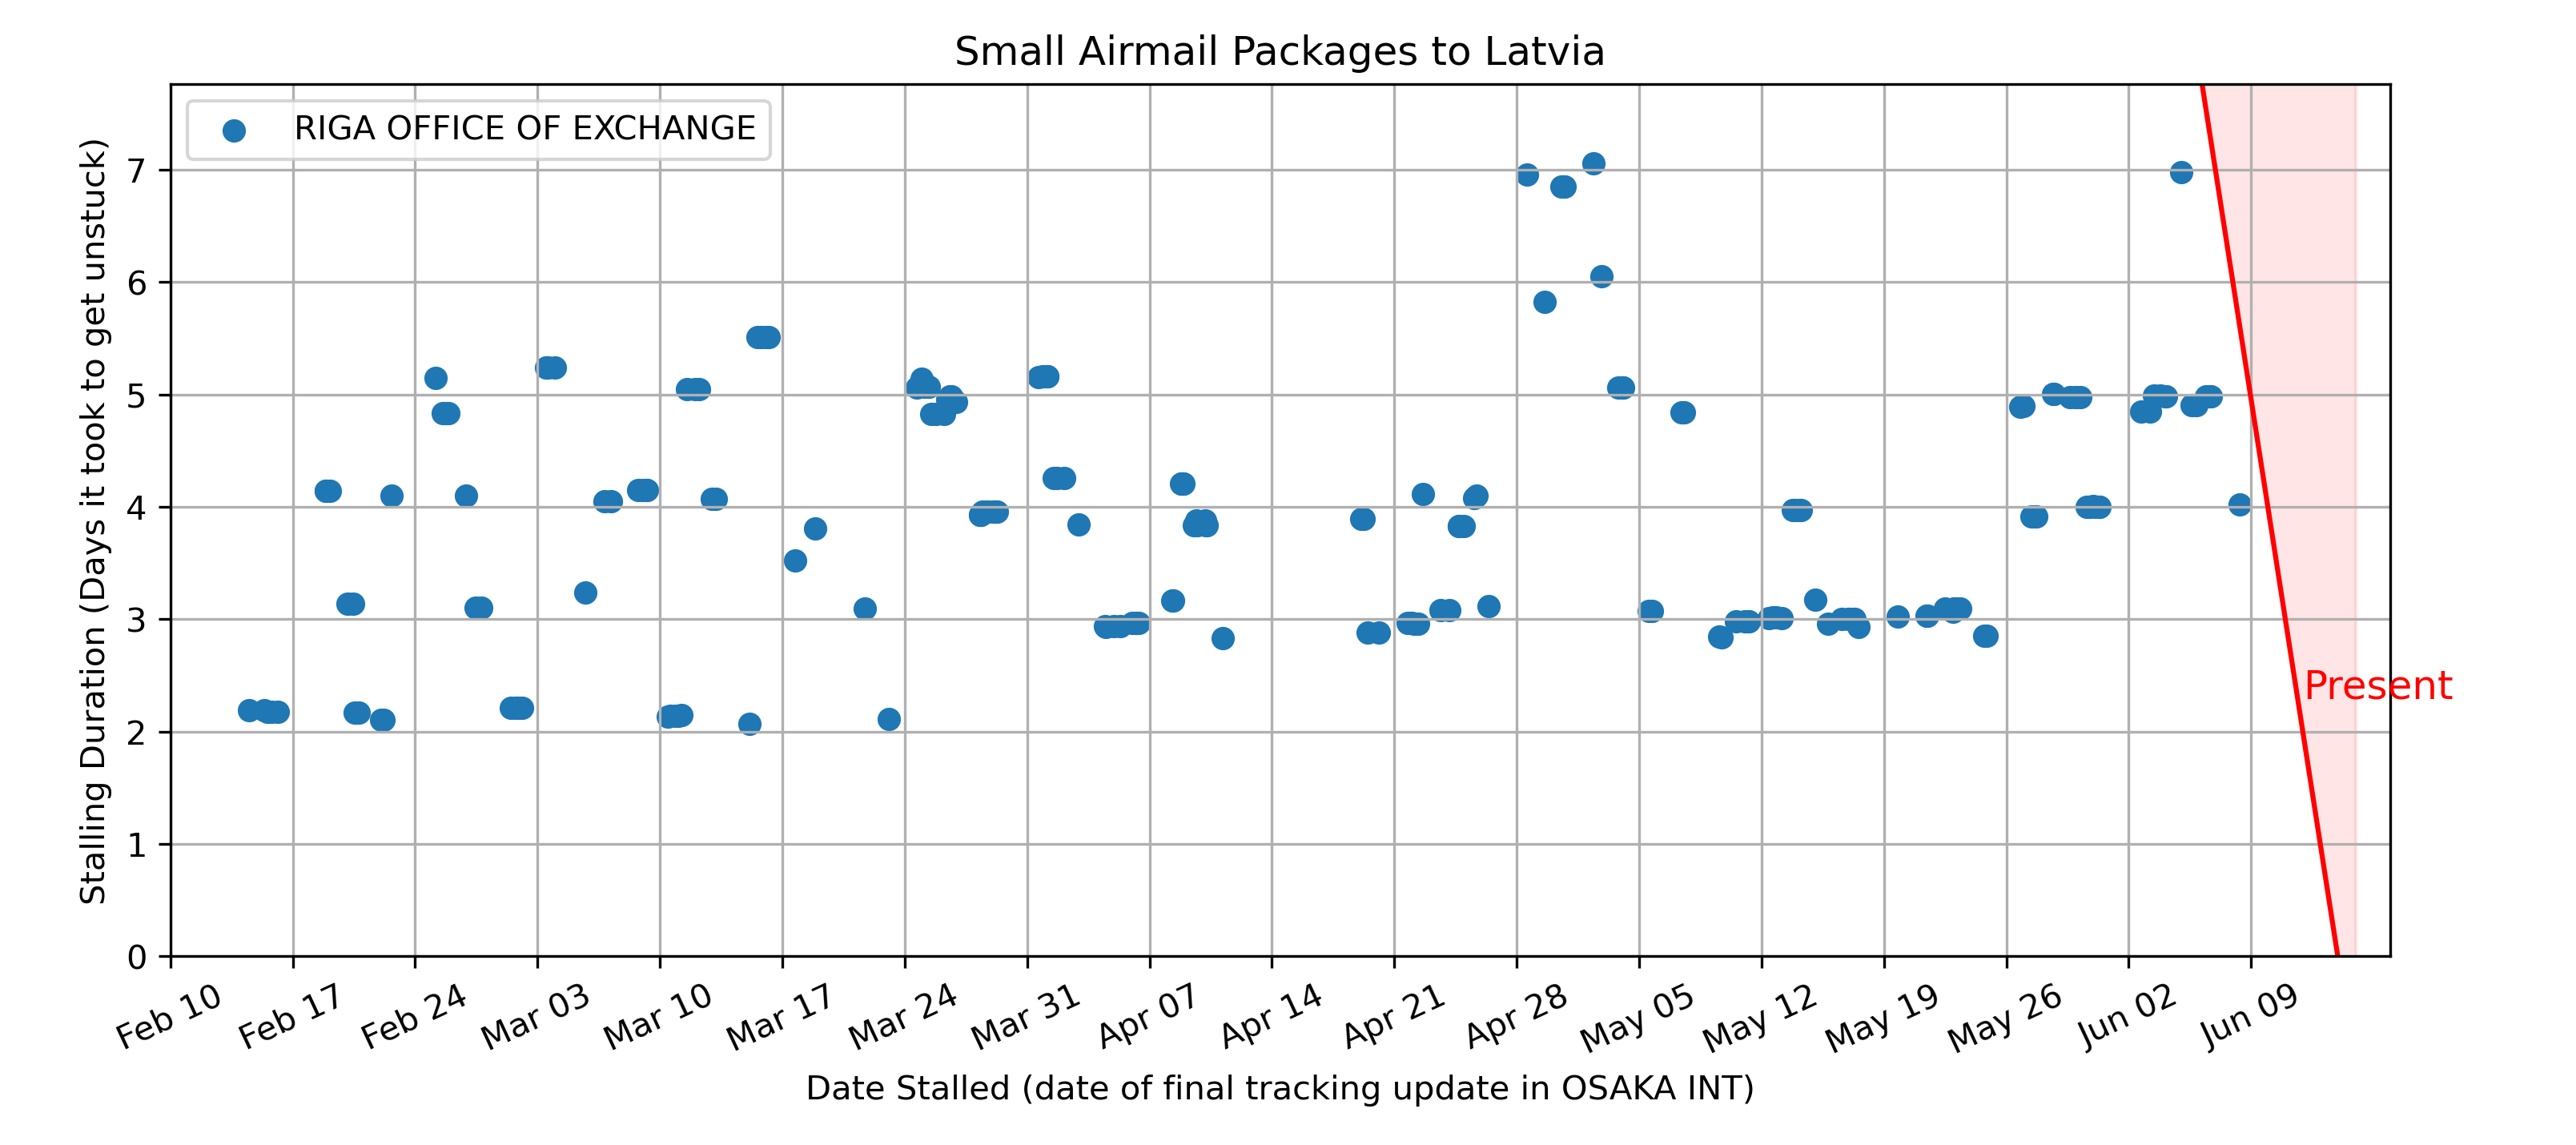 Small Airmail Packages to Latvia
RIGA OFFICE OF EXCHANGE
Stalling Duration (Days it took to get unstuck)
7
6
5
4
3
2
1
0
Present
Feb 10
Feb 17
Feb 24
Mar 03
Mar 10
Mar 17
Mar 24
Mar 31
Apr 07
Apr 14
Apr 21
Apr 28
May 05
May 12
May 19
May 26
Jun 02
Jun 09
Date Stalled (date of final tracking update in OSAKA INT)